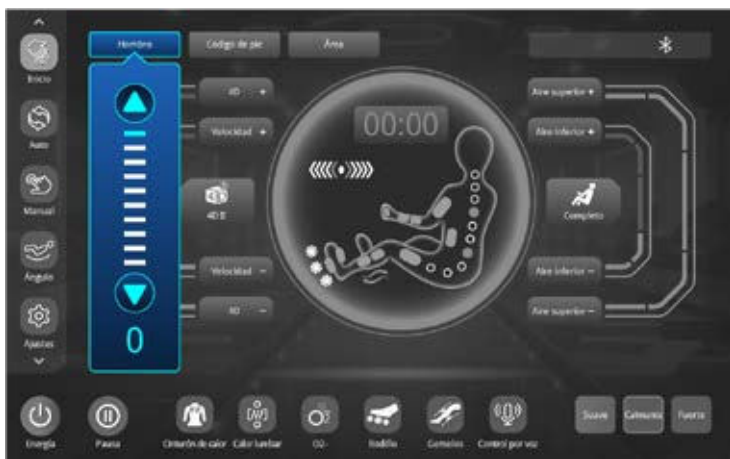 Hombro
Código de pie
Área
Inicio
Auto
Manual
Ángulo
Ajustes
0
4D +
Velocidad +
4D B
Velocidad -
4D -
00:00
Aire superior +
Aire inferior +
Completo
Aire inferior -
Aire superior -
Energía
Pausa
Cinturón de calor
Calor lumbar
O2-
Rodillo
Gemelos
Control por voz
Suave
Fuerte